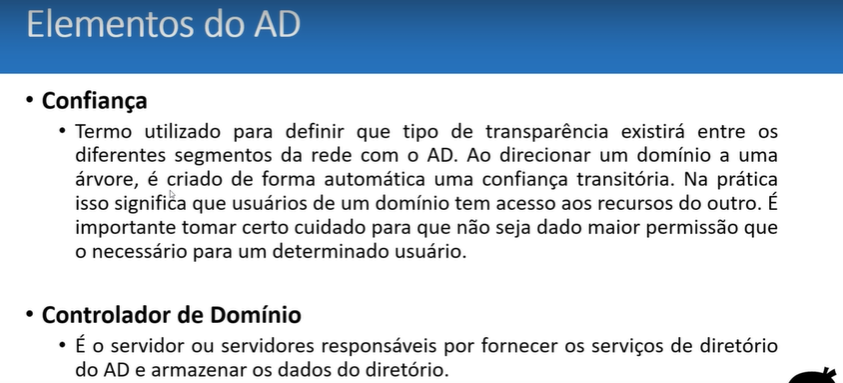 Elementos do AD
• Confiança
• Termo utilizado para definir que tipo de transparência existirá entre os
diferentes segmentos da rede com o AD. Ao direcionar um domínio a uma
árvore, é criado de forma automática uma confiança transitória. Na prática
isso significa que usuários de um domínio tem acesso aos recursos do outro. É
importante tomar certo cuidado para que não seja dado maior permissão que
o necessário para um determinado usuário.
• Controlador de Domínio
• É o servidor ou servidores responsáveis por fornecer os serviços de diretório
do AD e armazenar os dados do diretório.